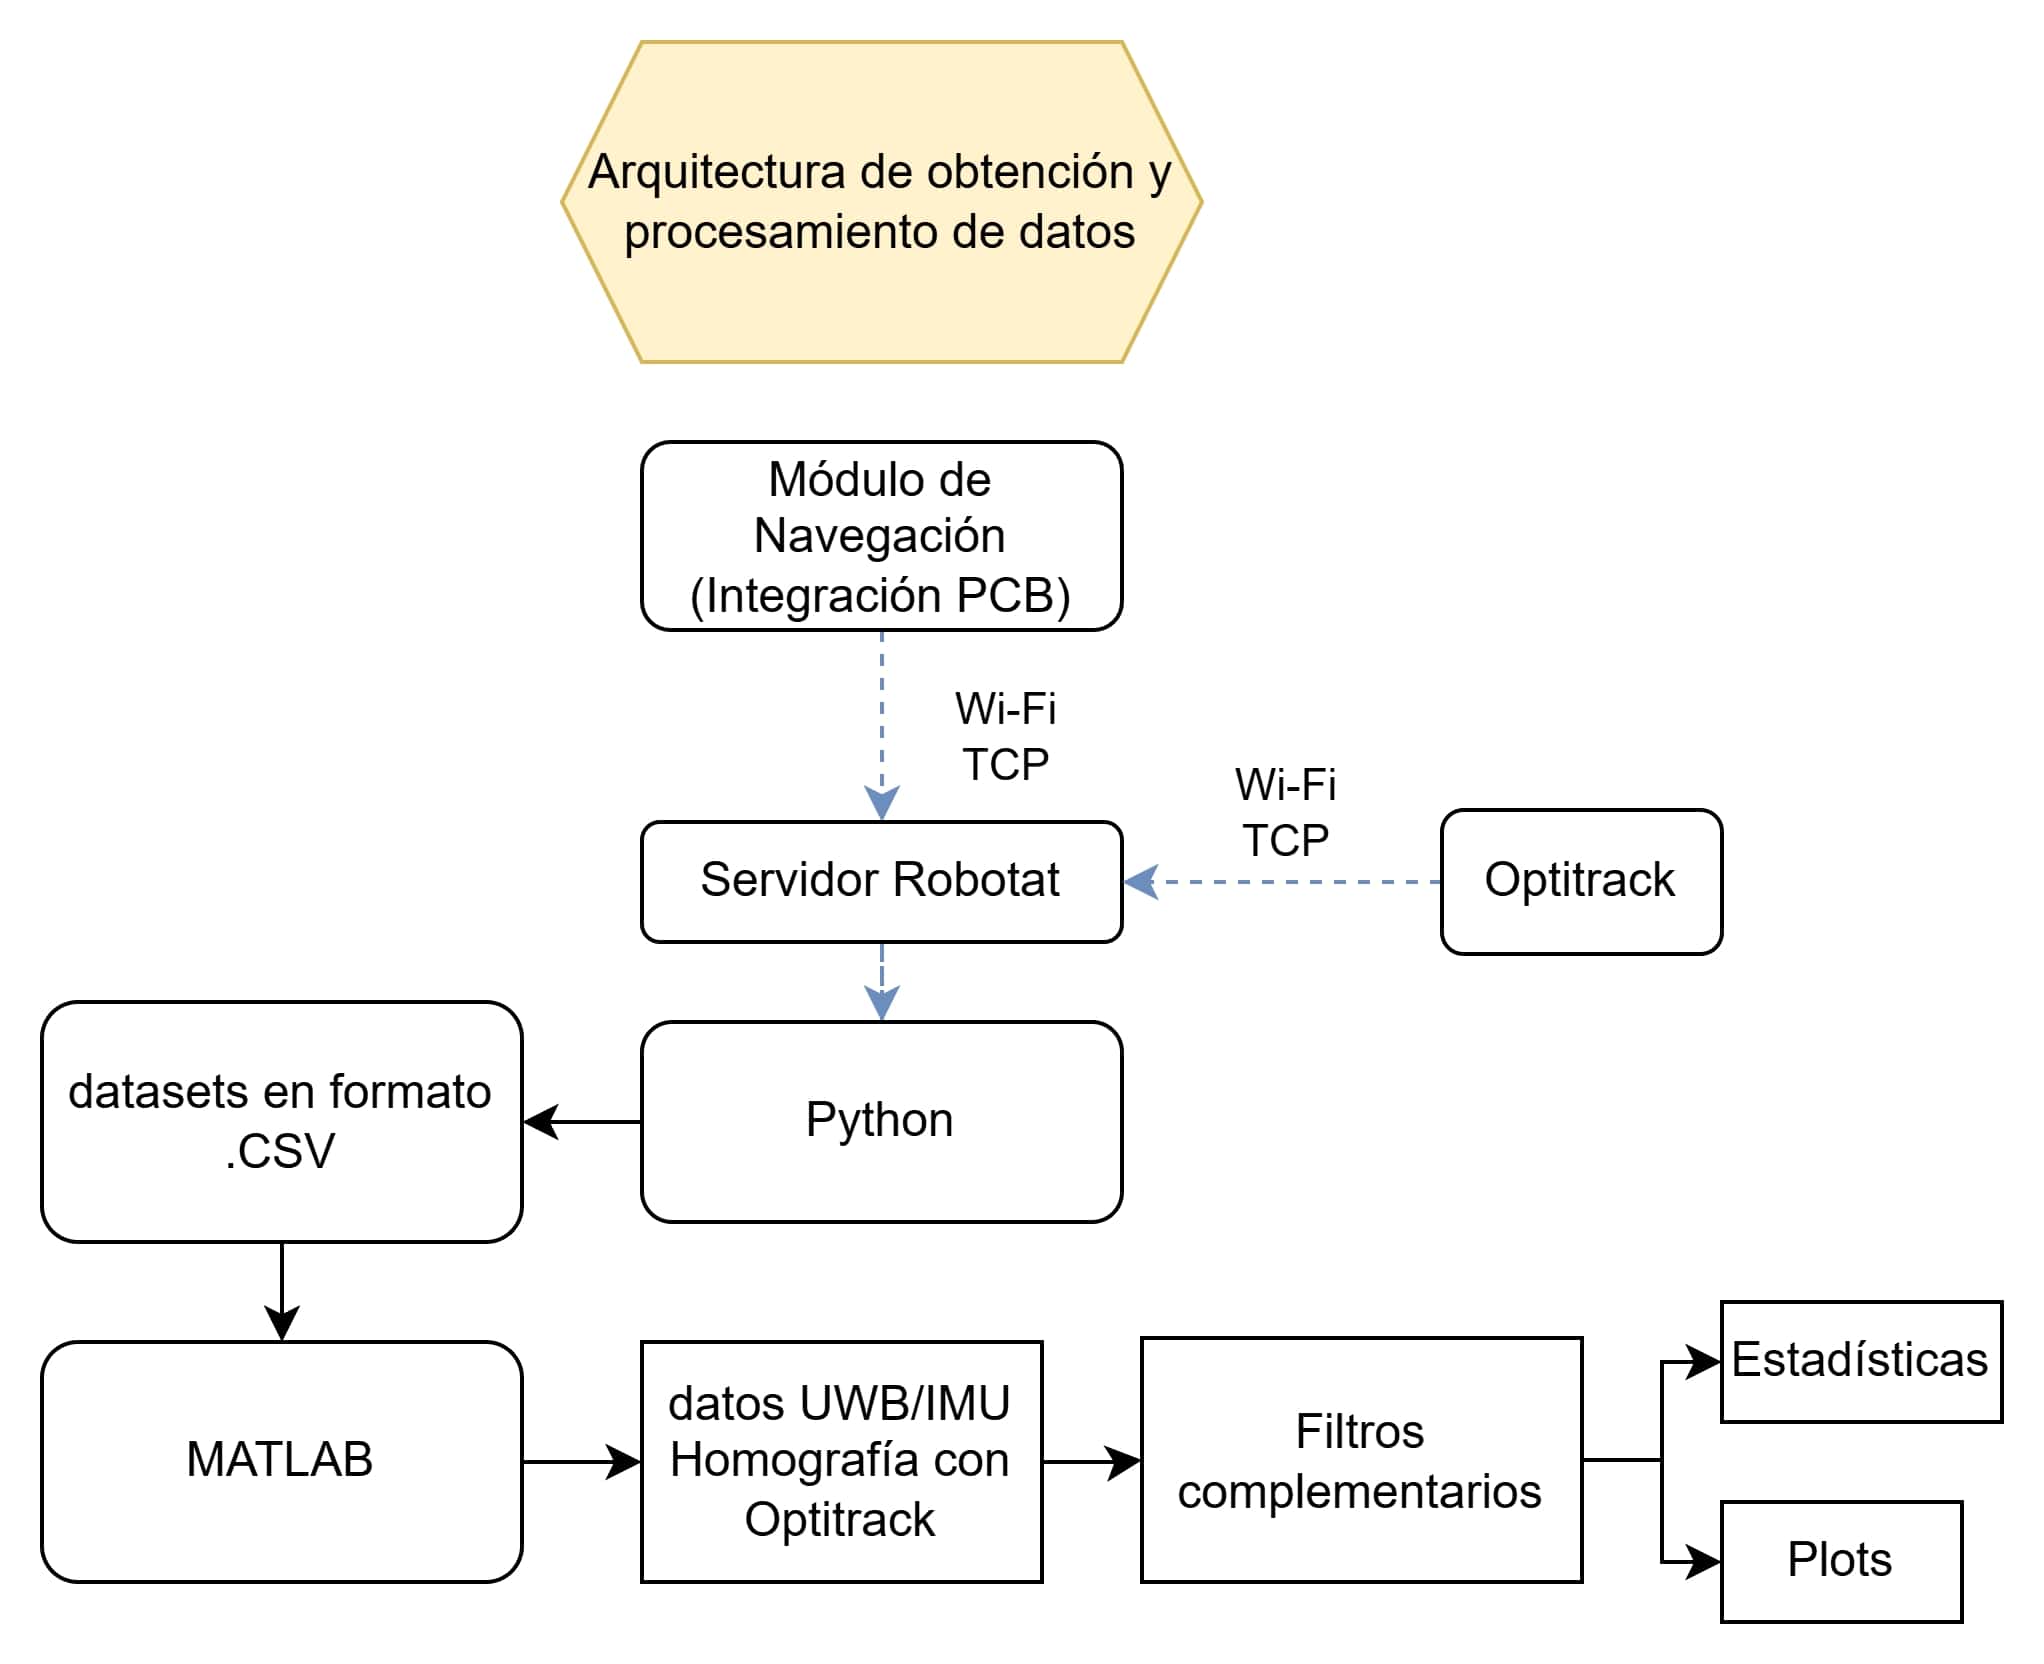 Arquitectura de obtención y
procesamiento de datos
Módulo de
Navegación
(Integración PCB)
Wi-Fi
TCP
Wi-Fi
TCP
Servidor Robotat
Optitrack
datasets en formato
.CSV
Python
MATLAB
datos UWB/IMU
Homografía con
Optitrack
Filtros
complementarios
Estadísticas
Plots